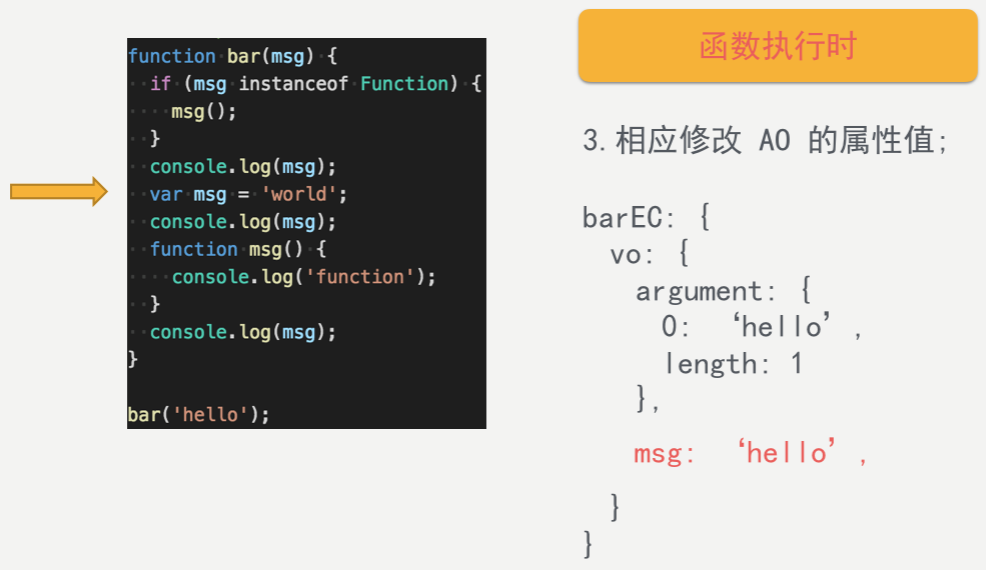 function bar(msg) {
  if (msg instanceof Function) {
    msg();
  }
  console.log(msg);
  var msg = 'world';
  console.log(msg);
  function msg() {
    console.log('function');
  }
  console.log(msg);
}

bar('hello');
函数执行时
3.相应修改 AO 的属性值;
barEC: {
  vo: {
    argument: {
      0: ‘hello’,
      length: 1
    },
    msg: ‘hello’,
  }
}